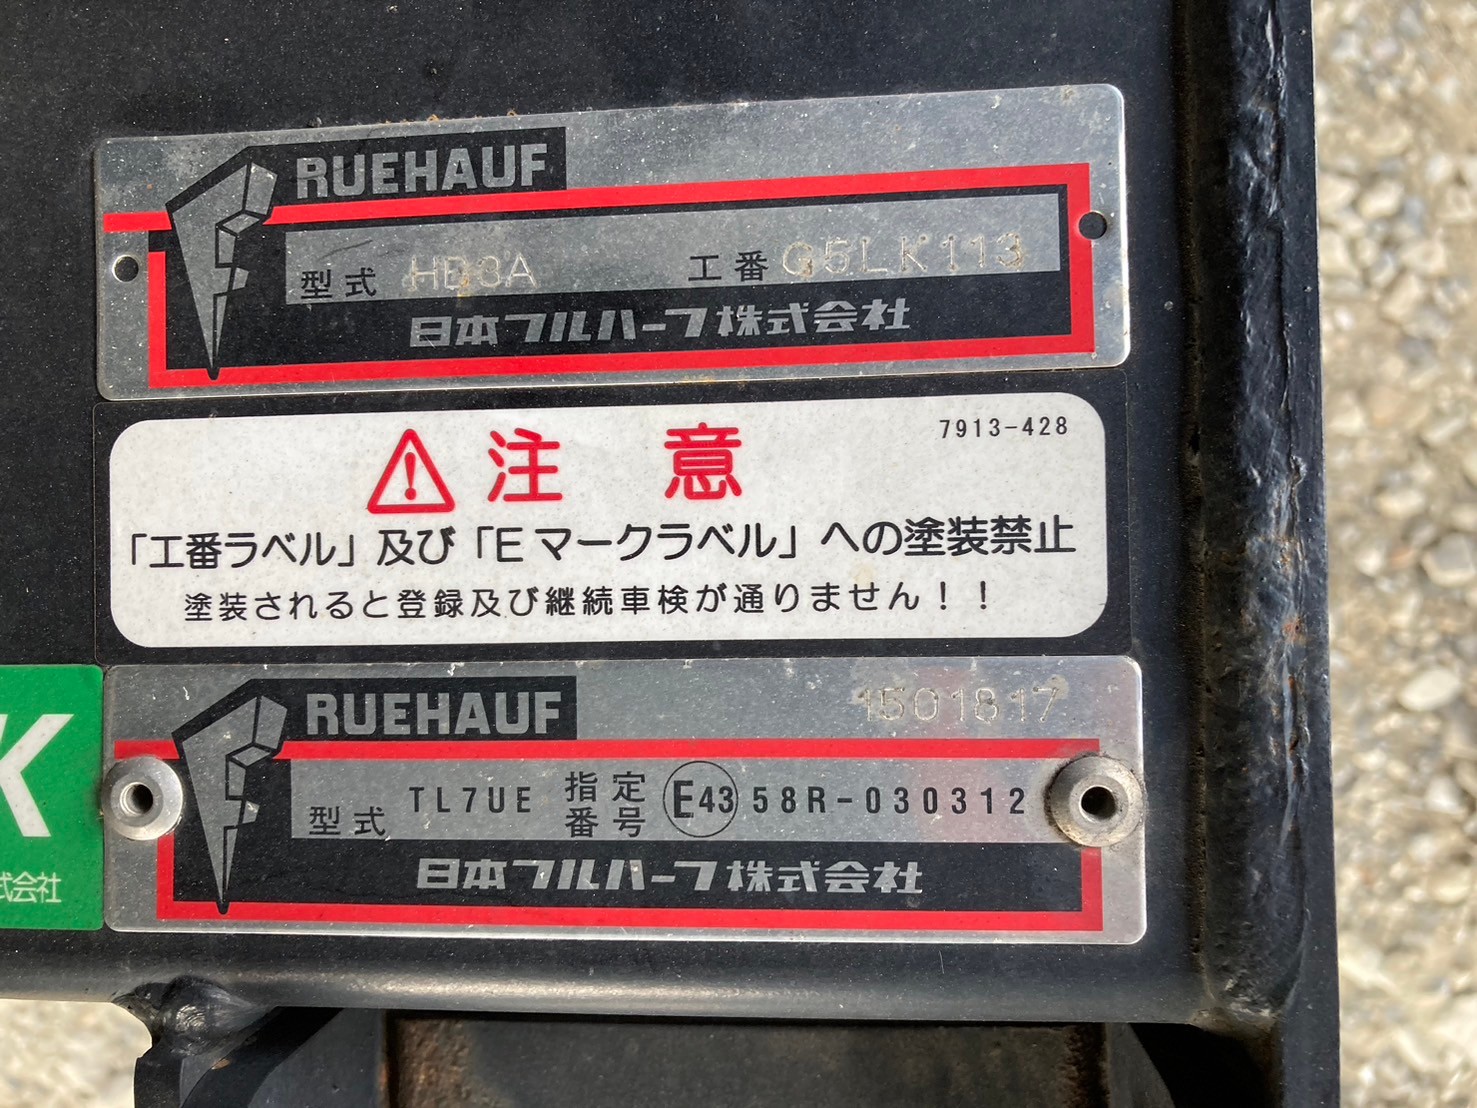 RUEHAUF
型式 HD8A 工番 G5LK113
日本フルハーフ株式会社
注意
7913-428
「工番ラベル」及び「Eマークラベル」への塗装禁止
塗装されると登録及び継続車検が通りません！！
K
式会社
RUEHAUF
1501817
型式 TL7UE 指定番号 E43 58R-030312
日本フルハーフ株式会社